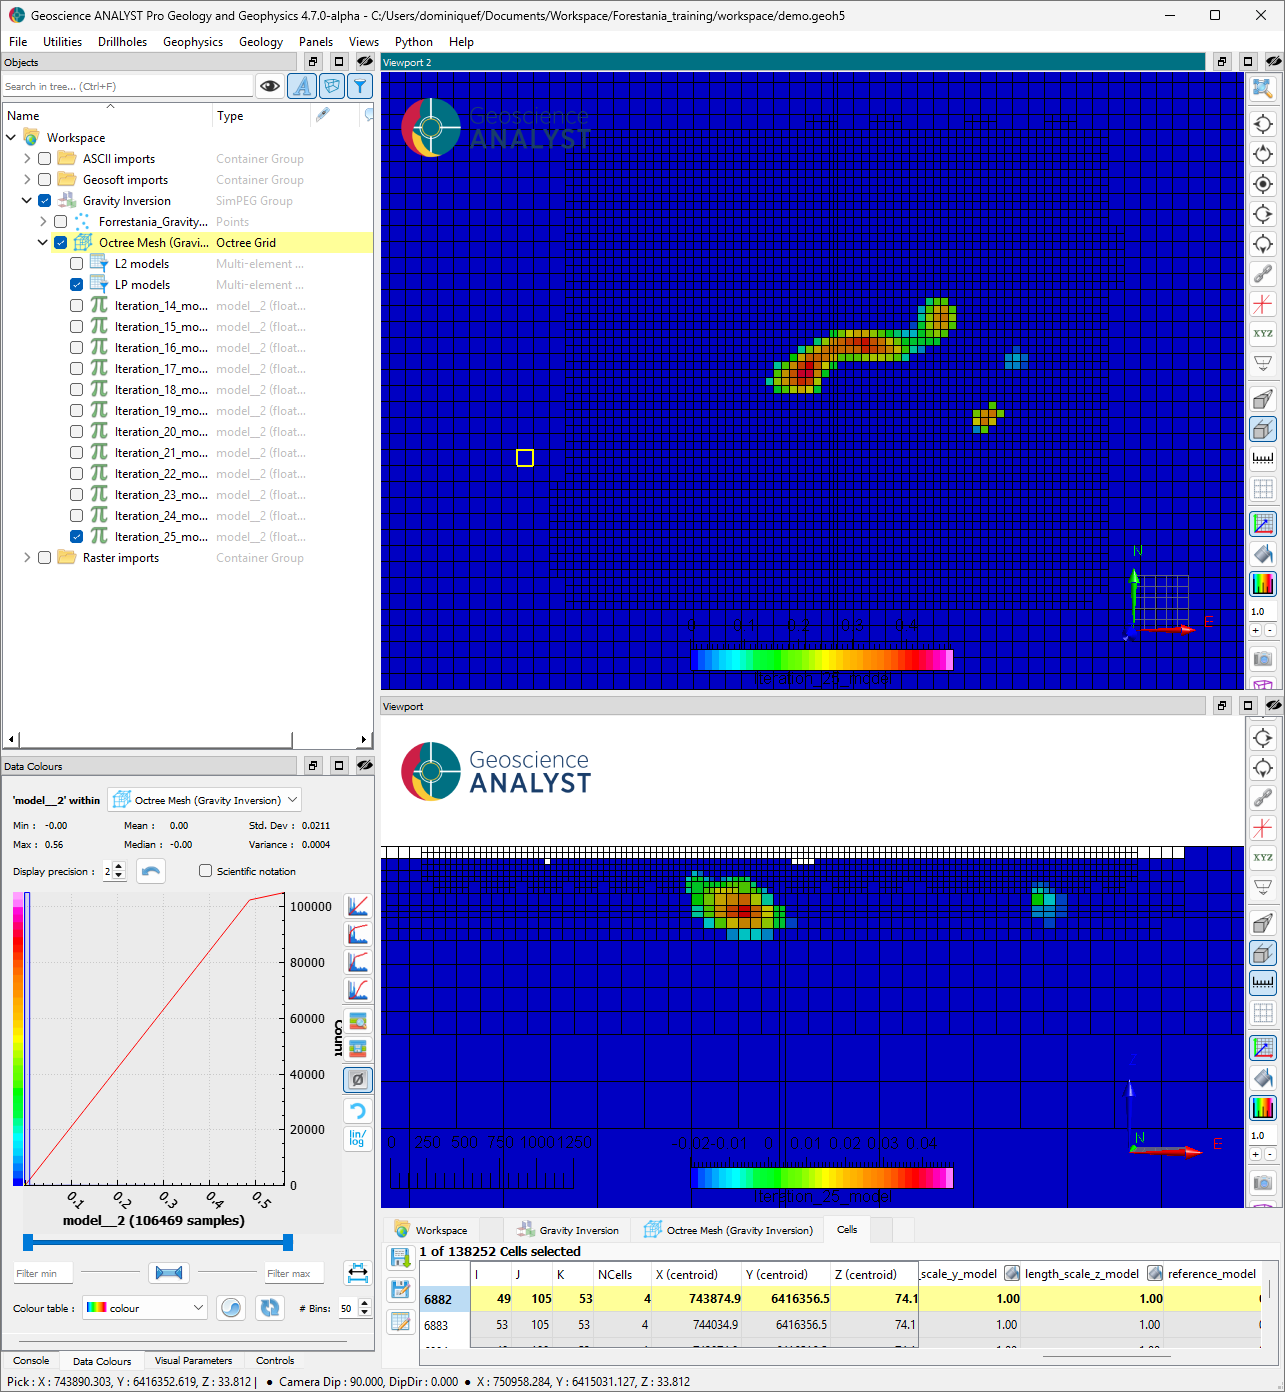 Geoscience ANALYST Pro Geology and Geophysics 4.7.0-alpha - C:/Users/dominiquef/Documents/Workspace/Forestania_training/workspace/demo.geoh5
File Utilities Drillholes Geophysics Geology Panels Views Python Help
Objects
Search in tree... (Ctrl+F)
Name Type
Workspace
ASCII imports Container Group
Geosoft imports Container Group
Gravity Inversion SimPEG Group
Forrestania_Gravity... Points
Octree Mesh (Gravi... Octree Grid
L2 models Multi-element ...
LP models Multi-element ...
Iteration_14_mo... model__2 (float...
Iteration_15_mo... model__2 (float...
Iteration_16_mo... model__2 (float...
Iteration_17_mo... model__2 (float...
Iteration_18_mo... model__2 (float...
Iteration_19_mo... model__2 (float...
Iteration_20_mo... model__2 (float...
Iteration_21_mo... model__2 (float...
Iteration_22_mo... model__2 (float...
Iteration_23_mo... model__2 (float...
Iteration_24_mo... model__2 (float...
Iteration_25_mo... model__2 (float...
Raster imports Container Group
Viewport 2
Geoscience
ANALYST
N
E
0 0.1 0.2 0.3 0.4
Iteration_25_model
XYZ
1.0
+ -
Data Colours
'model__2' within Octree Mesh (Gravity Inversion)
Min : -0.00 Mean : 0.00 Std. Dev : 0.0211
Max : 0.56 Median : -0.00 Variance : 0.0004
Display precision : 2 Scientific notation
100000
80000
60000
40000
20000
0
Count
0.1 0.2 0.3 0.4 0.5
model__2 (106469 samples)
lin/
log
Filter min Filter max
Colour table : colour # Bins: 50
Console Data Colours Visual Parameters Controls
Viewport
Geoscience
ANALYST
0 250 500 750 1000 1250
-0.02 -0.01 0 0.01 0.02 0.03 0.04
Iteration_25_model
N
E
XYZ
1.0
+ -
Workspace Gravity Inversion Octree Mesh (Gravity Inversion) Cells
1 of 138252 Cells selected
I J K NCells X (centroid) Y (centroid) Z (centroid) _scale_y_model length_scale_z_model reference_model
6882 49 105 53 4 743874.9 6416356.5 74.1 1.00 1.00
6883 53 105 53 4 744034.9 6416356.5 74.1 1.00 1.00
Pick : X : 743890.303, Y : 6416352.619, Z : 33.812 | ● Camera Dip : 90.000, DipDir : 0.000 ● X : 750958.284, Y : 6415031.127, Z : 33.812